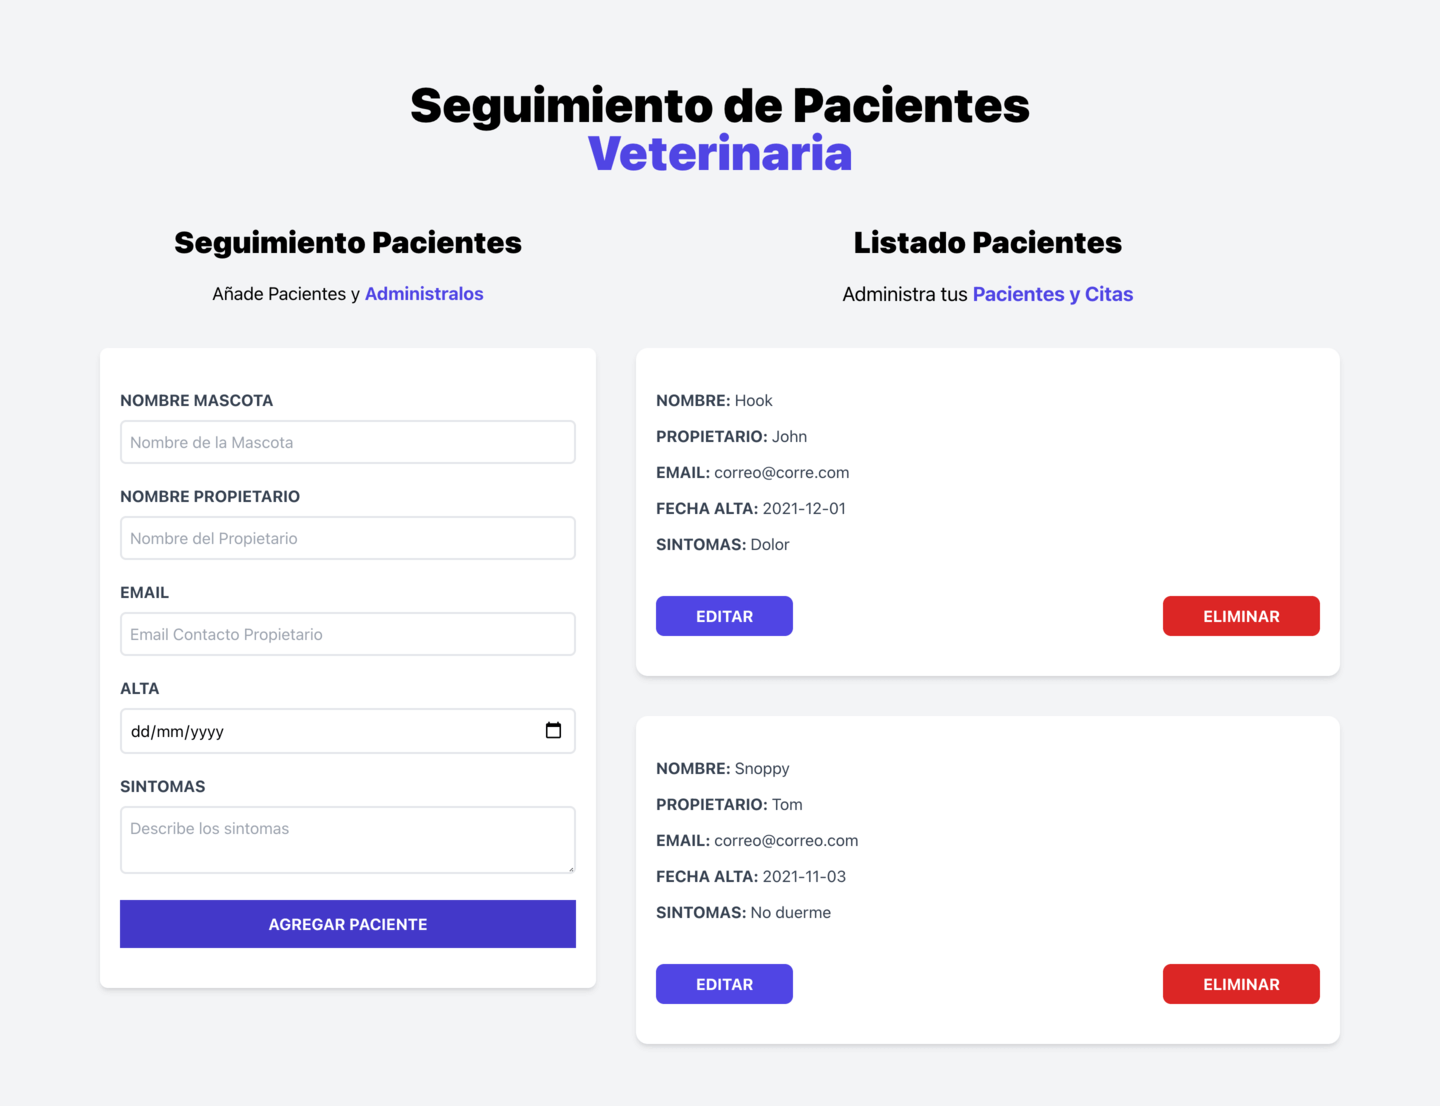 Seguimiento de Pacientes
Veterinaria
Seguimiento Pacientes
Añade Pacientes y Administralos
NOMBRE MASCOTA
Nombre de la Mascota
NOMBRE PROPIETARIO
Nombre del Propietario
EMAIL
Email Contacto Propietario
ALTA
dd/mm/yyyy
SINTOMAS
Describe los sintomas
AGREGAR PACIENTE
Listado Pacientes
Administra tus Pacientes y Citas
NOMBRE: Hook
PROPIETARIO: John
EMAIL: correo@corre.com
FECHA ALTA: 2021-12-01
SINTOMAS: Dolor
EDITAR
ELIMINAR
NOMBRE: Snoppy
PROPIETARIO: Tom
EMAIL: correo@correo.com
FECHA ALTA: 2021-11-03
SINTOMAS: No duerme
EDITAR
ELIMINAR